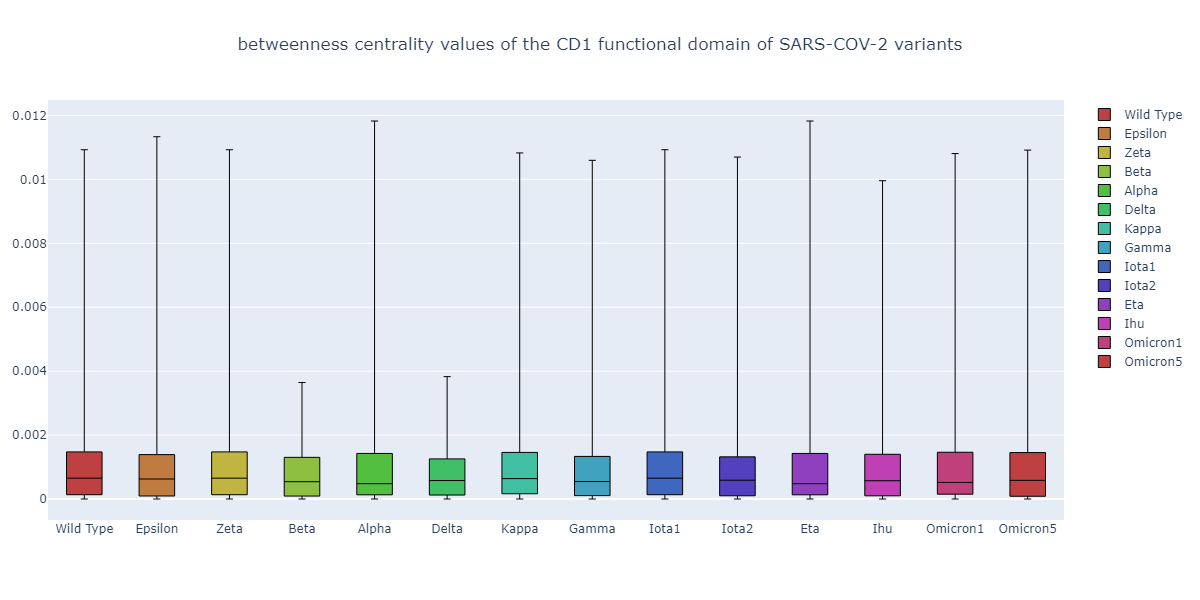 betweenness centrality values of the CD1 functional domain of SARS-COV-2 variants
0.012
0.01
0.008
0.006
0.004
0.002
0
Wild Type Epsilon Zeta Beta Alpha Delta Kappa Gamma Iota1 Iota2 Eta Ihu Omicron1 Omicron5
Wild Type
Epsilon
Zeta
Beta
Alpha
Delta
Kappa
Gamma
Iota1
Iota2
Eta
Ihu
Omicron1
Omicron5